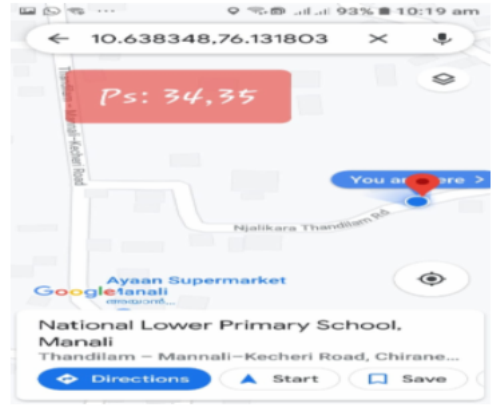 93% 10:19 am
10.638348,76.131803
Ps: 34,35
Thandilam - Mannali-Kecheri Road
You are here >
Njalikara Thandilam Rd
Ayaan Supermarket
Google
National Lower Primary School,
Manali
Thandilam – Mannali-Kecheri Road, Chirane...
Directions
Start
Save